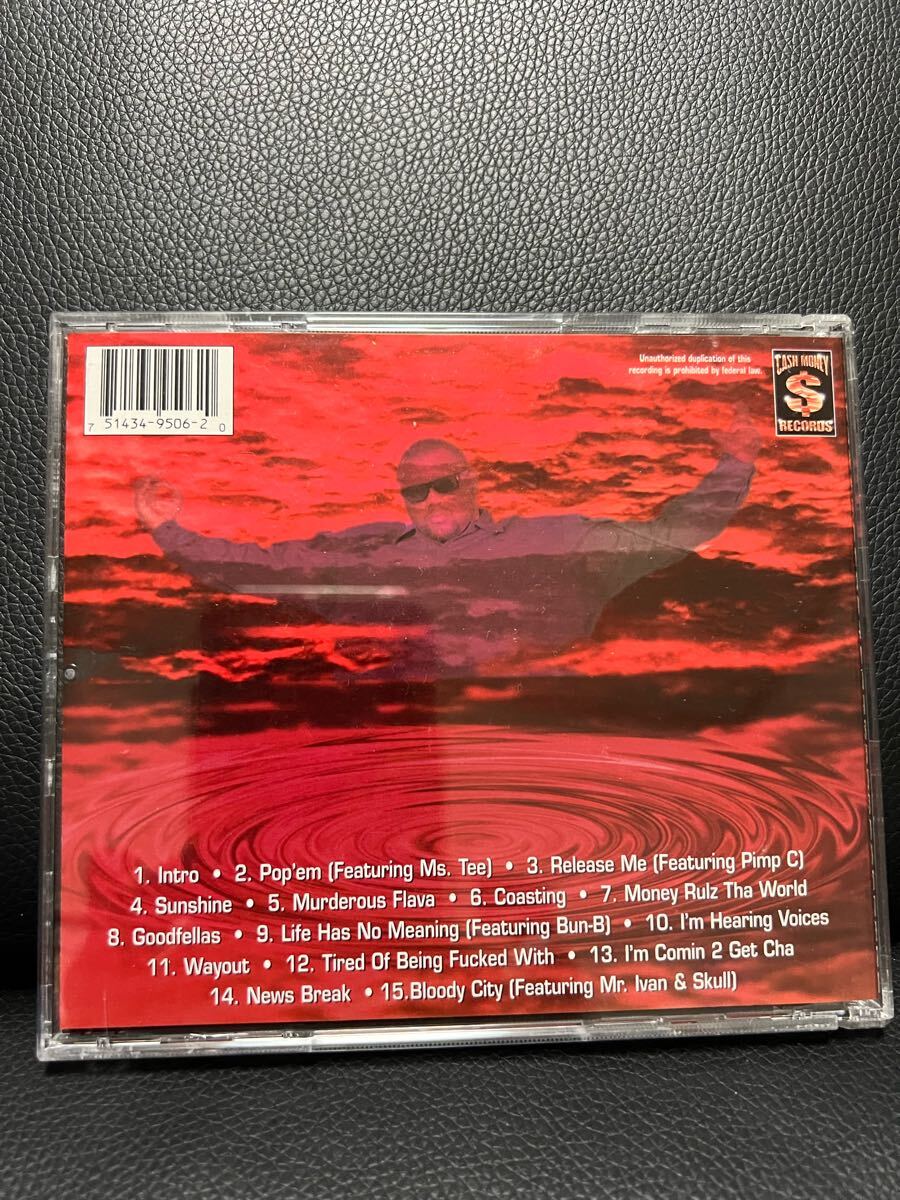 7 51434-9506-2 0
Unauthorized duplication of this
recording is prohibited by federal law.
CASH MONEY
$
RECORDS
1. Intro • 2. Pop'em (Featuring Ms. Tee) • 3. Release Me (Featuring Pimp C)
4. Sunshine • 5. Murderous Flava • 6. Coasting • 7. Money Rulz Tha World
8. Goodfellas • 9. Life Has No Meaning (Featuring Bun-B) • 10. I'm Hearing Voices
11. Wayout • 12. Tired Of Being Fucked With • 13. I'm Comin 2 Get Cha
14. News Break • 15.Bloody City (Featuring Mr. Ivan & Skull)